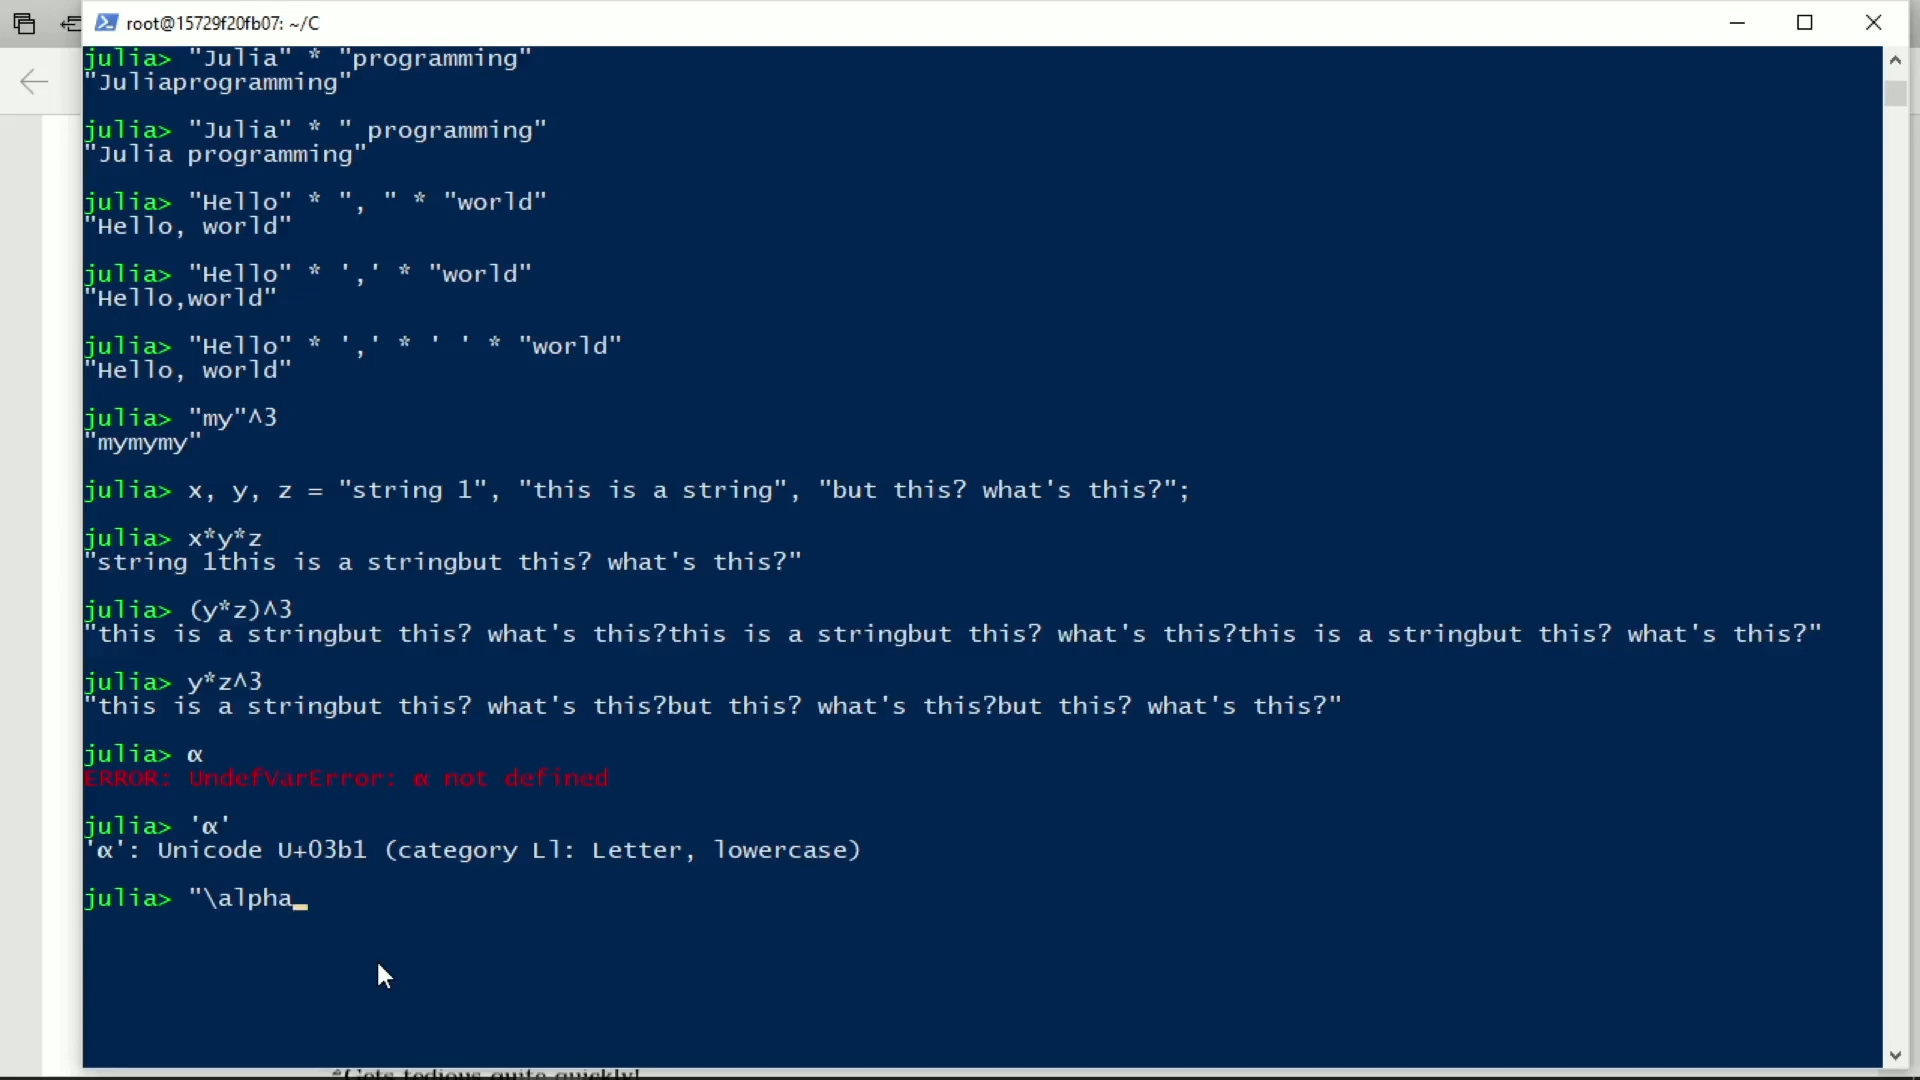 root@15729f20fb07: ~/C
julia> "Julia" * "programming"
"Juliaprogramming"
julia> "Julia" * " programming"
"Julia programming"
julia> "Hello" * ", " * "world"
"Hello, world"
julia> "Hello" * ',' * "world"
"Hello,world"
julia> "Hello" * ',' * ' ' * "world"
"Hello, world"
julia> "my"^3
"mymymy"
julia> x, y, z = "string 1", "this is a string", "but this? what's this?";
julia> x*y*z
"string 1this is a stringbut this? what's this?"
julia> (y*z)^3
"this is a stringbut this? what's this?this is a stringbut this? what's this?this is a stringbut this? what's this?"
julia> y*z^3
"this is a stringbut this? what's this?but this? what's this?but this? what's this?"
julia> α
ERROR: UndefVarError: α not defined
julia> 'α'
'α': Unicode U+03b1 (category Ll: Letter, lowercase)
julia> "\alpha_
*Gets tedious quite quickly!